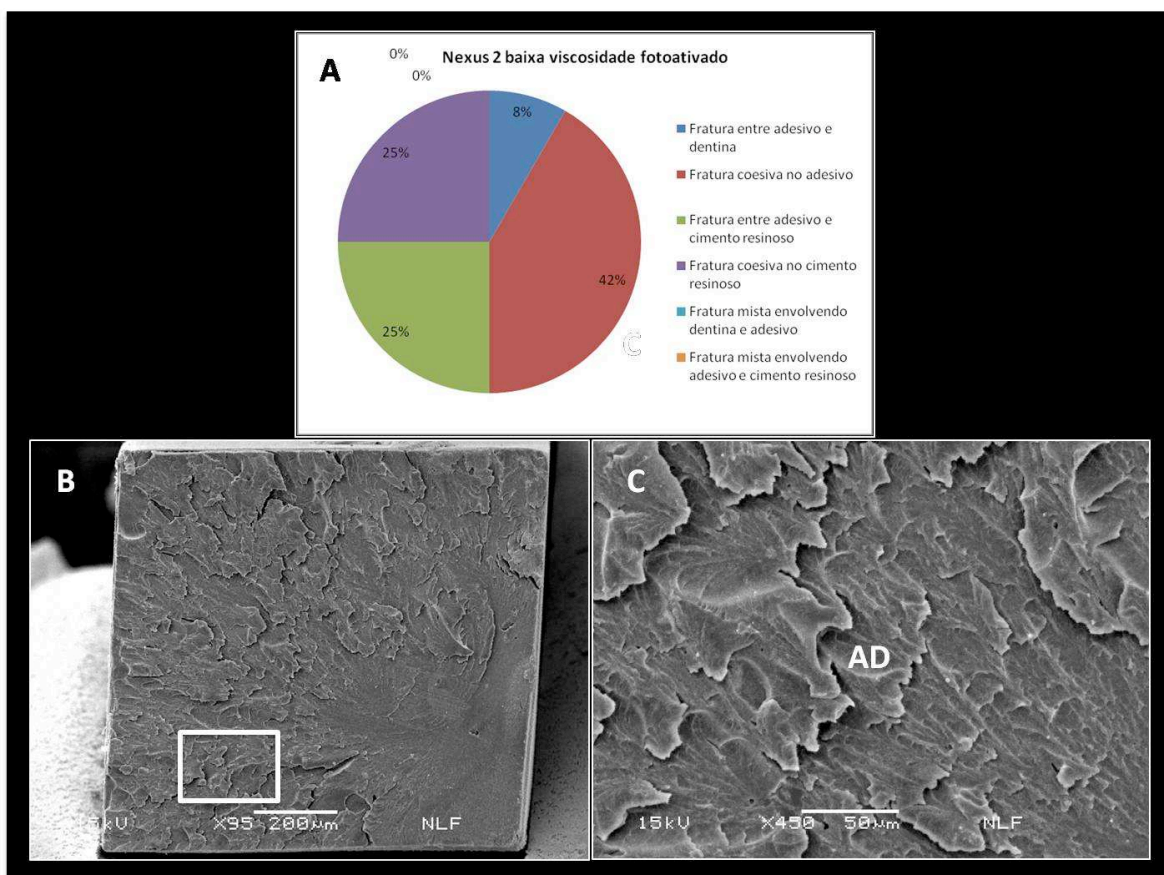 A
0%
0%
Nexus 2 baixa viscosidade fotoativado
8%
25%
42%
25%
Fratura entre adesivo e
dentina
Fratura coesiva no adesivo
Fratura entre adesivo e
cimento resinoso
Fratura coesiva no cimento
resinoso
Fratura mista envolvendo
dentina e adesivo
Fratura mista envolvendo
adesivo e cimento resinoso
C
B
kV X95 200µm NLF
C
AD
15kV X450 50µm NLF